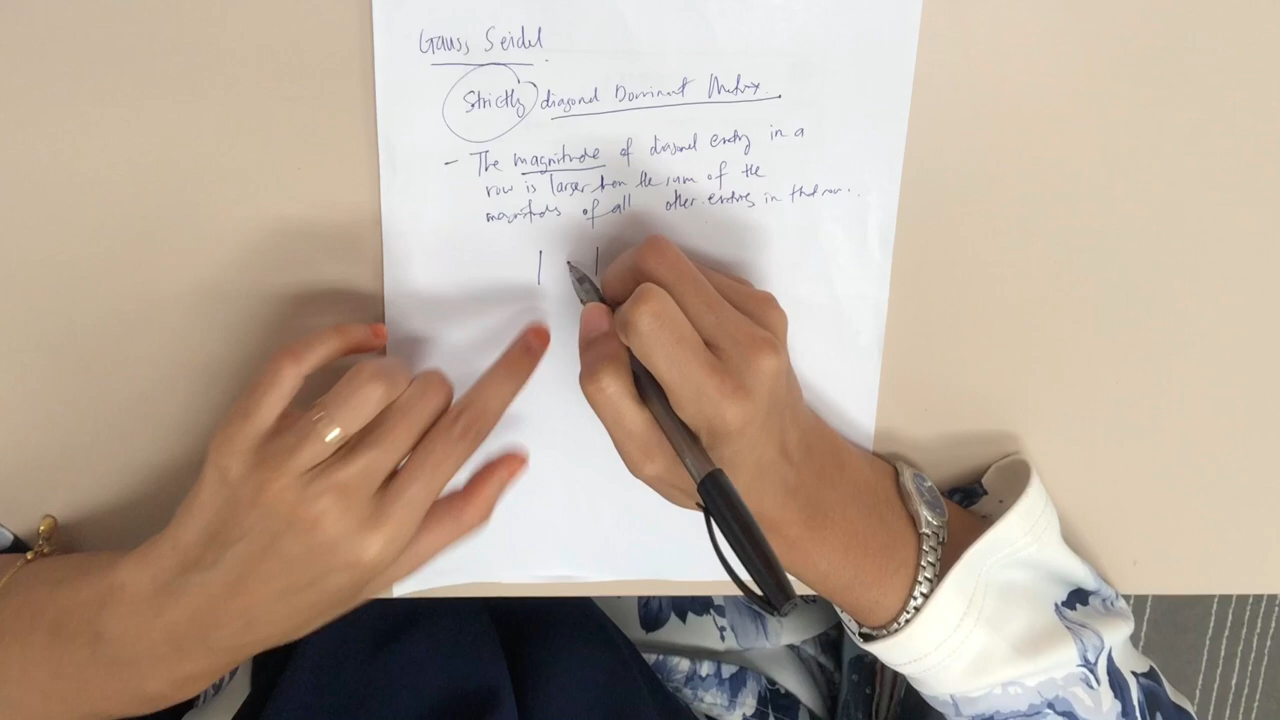 Gauss Seidel
Strictly diagonal Dominant Matrix.
- The magnitude of diagonal entry in a
row is larger than the sum of the
magnitudes of all other entries in that row..
| |